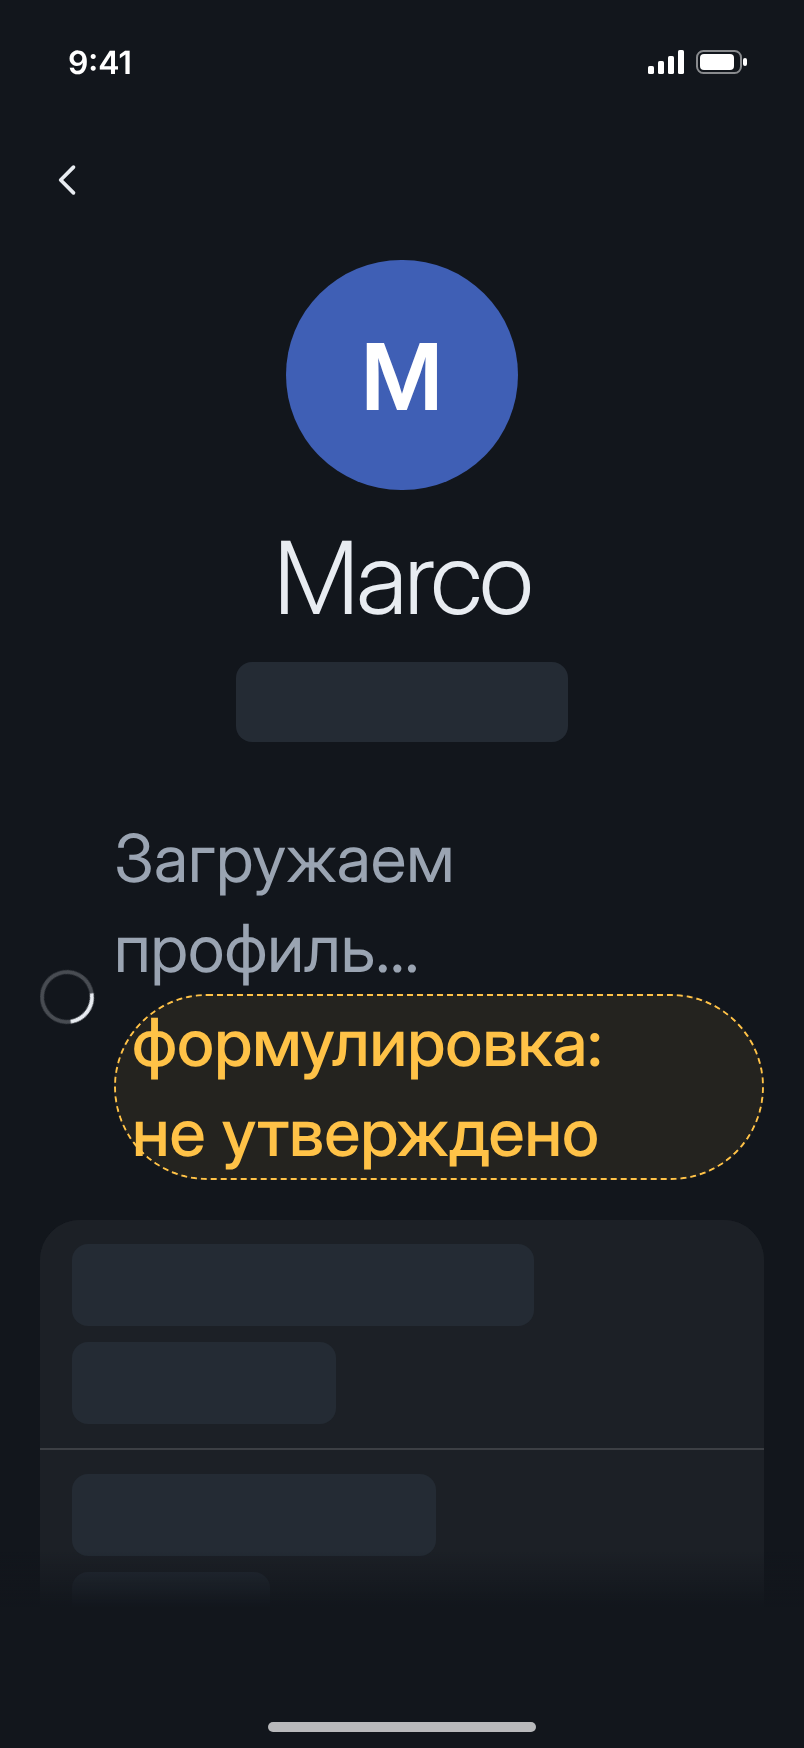 9:41
M
Marco
Загружаем
профиль...
формулировка:
не утверждено